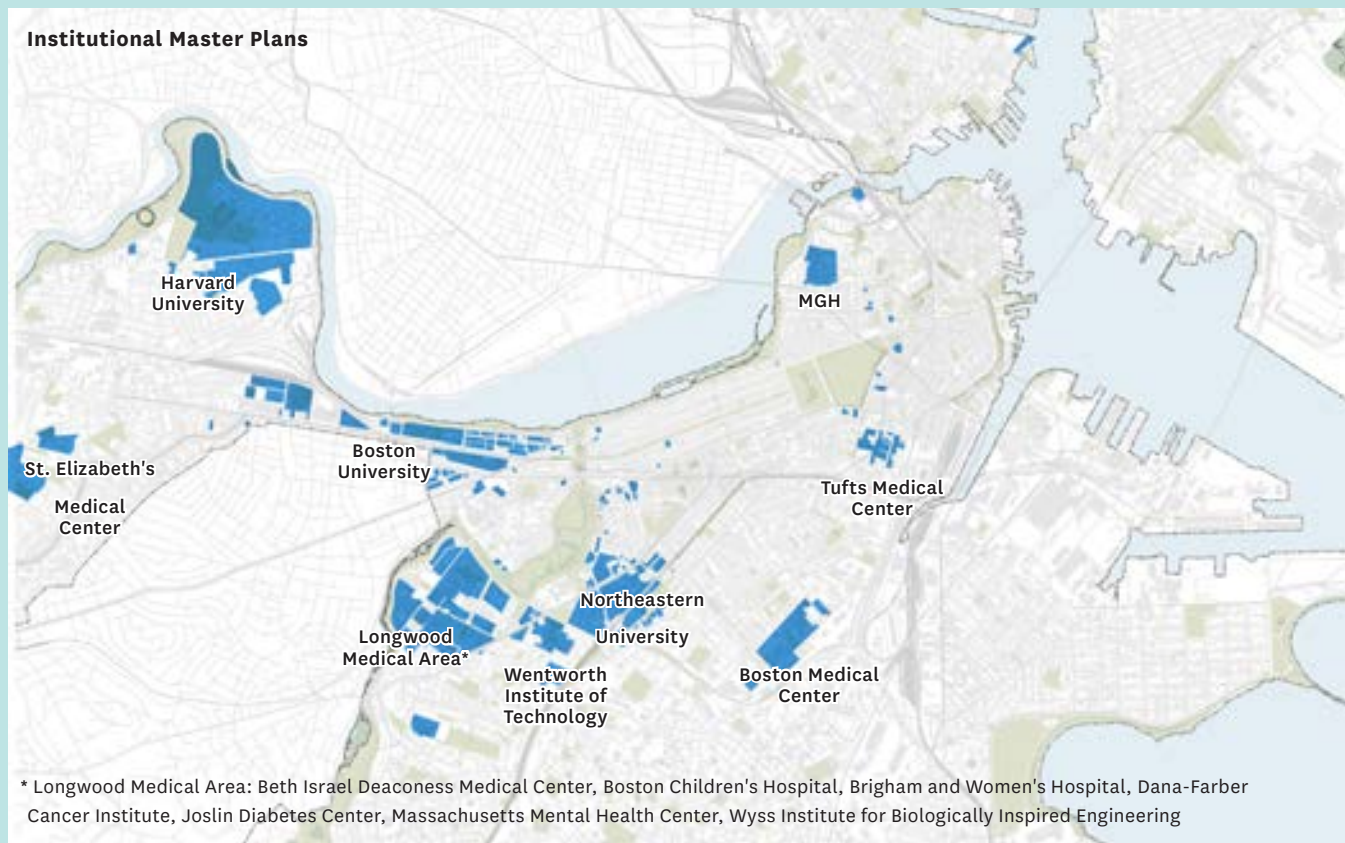 Institutional Master Plans
Harvard
University
MGH
Boston
University
St. Elizabeth's
Medical
Center
Tufts Medical
Center
Northeastern
University
Longwood
Medical Area*
Wentworth
Institute of
Technology
Boston Medical
Center
* Longwood Medical Area: Beth Israel Deaconess Medical Center, Boston Children's Hospital, Brigham and Women's Hospital, Dana-Farber
Cancer Institute, Joslin Diabetes Center, Massachusetts Mental Health Center, Wyss Institute for Biologically Inspired Engineering